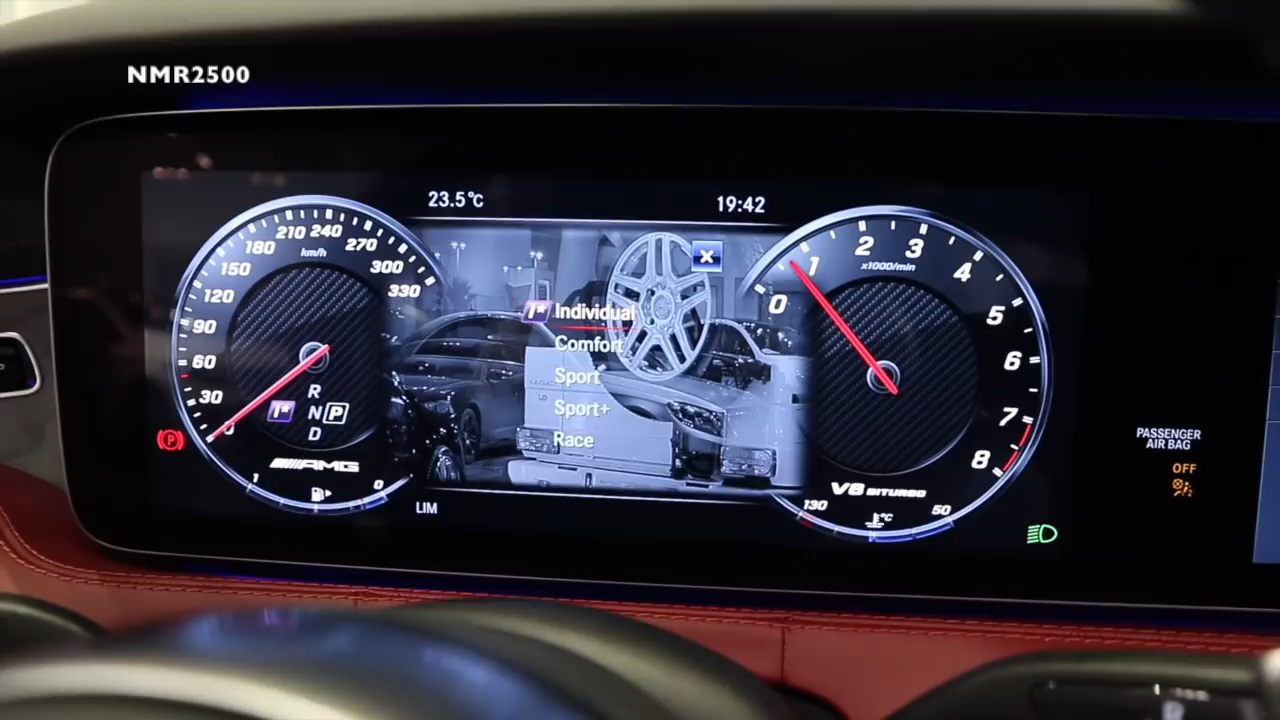 NMR2500
23.5°C
19:42
210 240
180
270
km/h
150
300
120
330
90
60
30
0
R
I* N P
D
AMG
1
0
LIM
I* Individual
Comfort
Sport
Sport+
Race
2
3
1
4
x1000/min
0
5
6
7
8
V8 BITURBO
130
°C
50
PASSENGER
AIR BAG
OFF